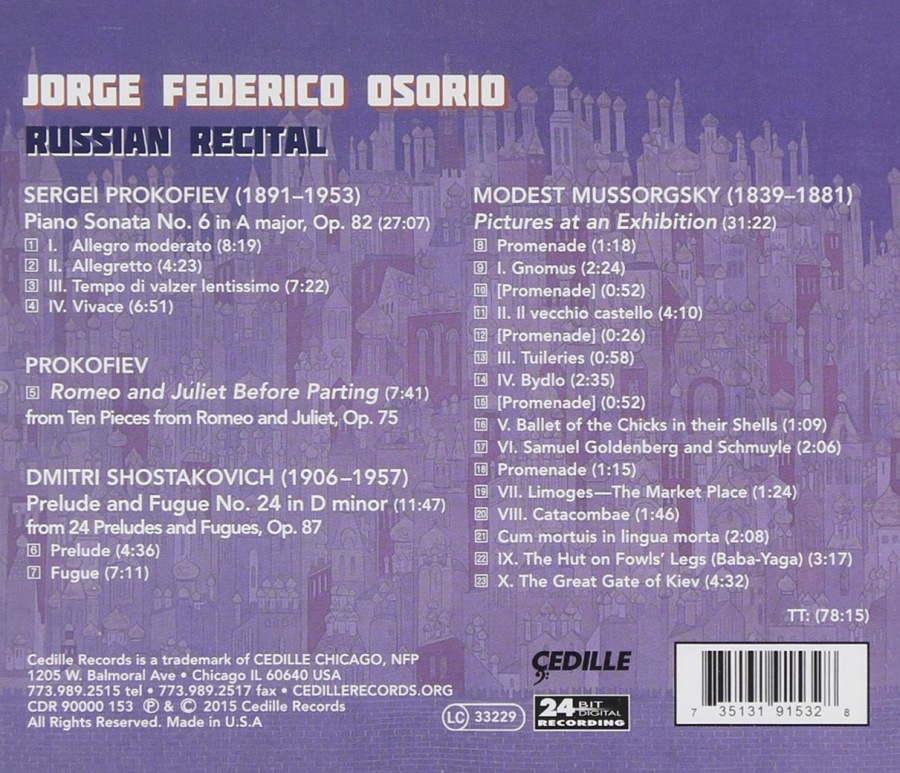 JORGE FEDERICO OSORIO
RUSSIAN RECITAL
SERGEI PROKOFIEV (1891–1953)
Piano Sonata No. 6 in A major, Op. 82 (27:07)
1 I. Allegro moderato (8:19)
2 II. Allegretto (4:23)
3 III. Tempo di valzer lentissimo (7:22)
4 IV. Vivace (6:51)
PROKOFIEV
5 Romeo and Juliet Before Parting (7:41)
from Ten Pieces from Romeo and Juliet, Op. 75
DMITRI SHOSTAKOVICH (1906–1957)
Prelude and Fugue No. 24 in D minor (11:47)
from 24 Preludes and Fugues, Op. 87
6 Prelude (4:36)
7 Fugue (7:11)
MODEST MUSSORGSKY (1839–1881)
Pictures at an Exhibition (31:22)
8 Promenade (1:18)
9 I. Gnomus (2:24)
10 [Promenade] (0:52)
11 II. Il vecchio castello (4:10)
12 [Promenade] (0:26)
13 III. Tuileries (0:58)
14 IV. Bydlo (2:35)
15 [Promenade] (0:52)
16 V. Ballet of the Chicks in their Shells (1:09)
17 VI. Samuel Goldenberg and Schmuyle (2:06)
18 Promenade (1:15)
19 VII. Limoges—The Market Place (1:24)
20 VIII. Catacombae (1:46)
21 Cum mortuis in lingua morta (2:08)
22 IX. The Hut on Fowls' Legs (Baba-Yaga) (3:17)
23 X. The Great Gate of Kiev (4:32)
TT: (78:15)
Cedille Records is a trademark of CEDILLE CHICAGO, NFP
1205 W. Balmoral Ave • Chicago IL 60640 USA
773.989.2515 tel • 773.989.2517 fax • CEDILLERECORDS.ORG
CDR 90000 153 ℗ & © 2015 Cedille Records
All Rights Reserved. Made in U.S.A
LC 33229
ÇEDILLE
24 BIT DIGITAL RECORDING
7 35131 91532 8